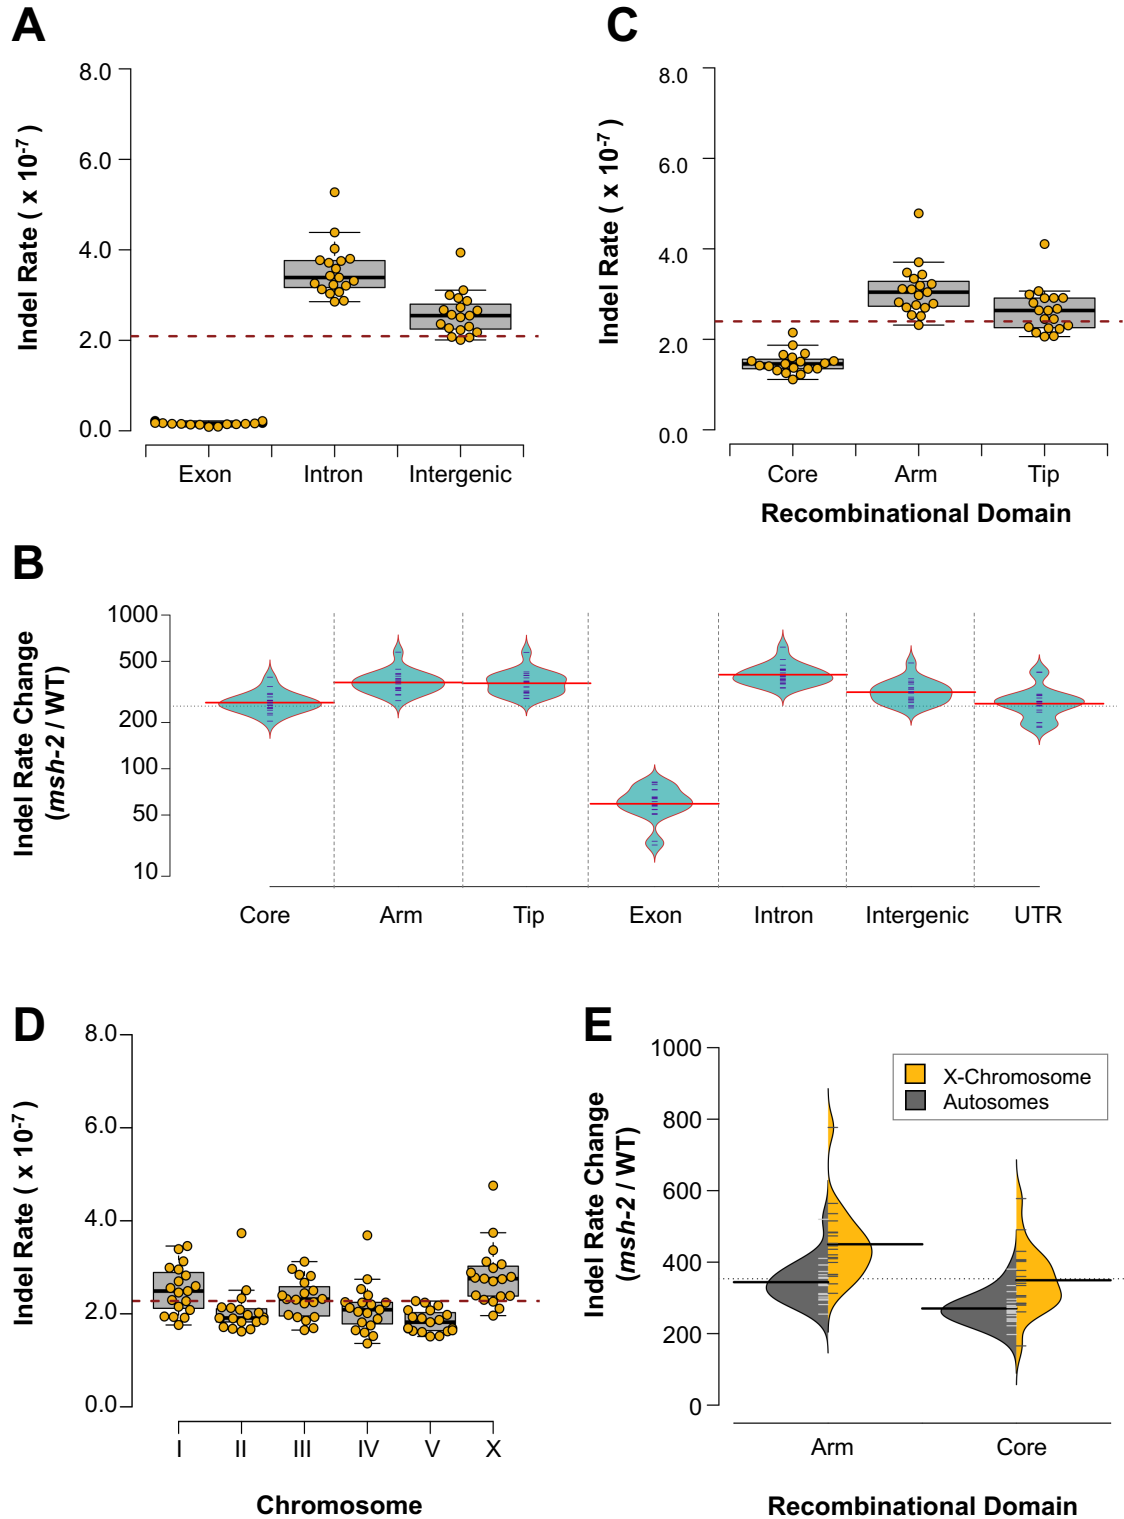 A
Indel Rate ( x 10-7 )
8.0
6.0
4.0
2.0
0.0
Exon Intron Intergenic
C
Indel Rate ( x 10-7 )
8.0
6.0
4.0
2.0
0.0
Core Arm Tip
Recombinational Domain
B
Indel Rate Change
(msh-2 / WT)
1000
500
200
100
50
10
Core Arm Tip Exon Intron Intergenic UTR
D
Indel Rate ( x 10-7 )
8.0
6.0
4.0
2.0
0.0
I II III IV V X
Chromosome
E
Indel Rate Change
(msh-2 / WT)
1000
800
600
400
200
0
X-Chromosome
Autosomes
Arm Core
Recombinational Domain